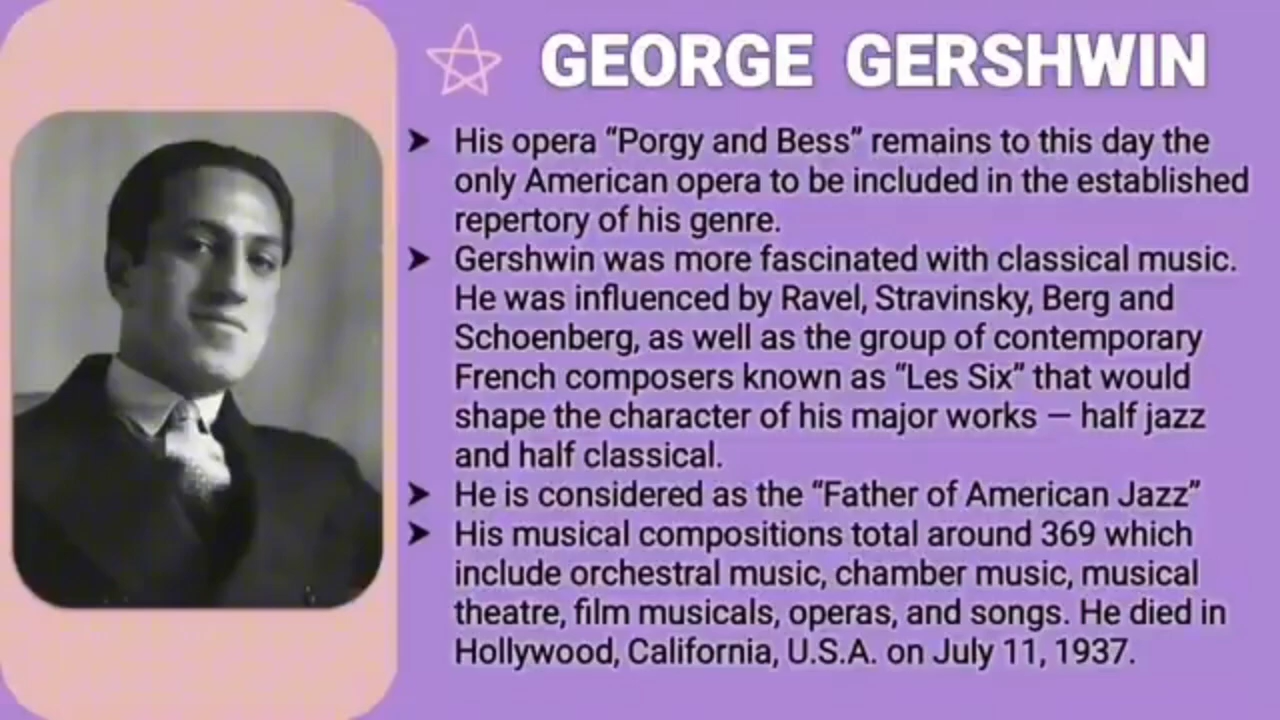 GEORGE GERSHWIN
➤ His opera “Porgy and Bess” remains to this day the
only American opera to be included in the established
repertory of his genre.
➤ Gershwin was more fascinated with classical music.
He was influenced by Ravel, Stravinsky, Berg and
Schoenberg, as well as the group of contemporary
French composers known as “Les Six” that would
shape the character of his major works — half jazz
and half classical.
➤ He is considered as the “Father of American Jazz”
➤ His musical compositions total around 369 which
include orchestral music, chamber music, musical
theatre, film musicals, operas, and songs. He died in
Hollywood, California, U.S.A. on July 11, 1937.